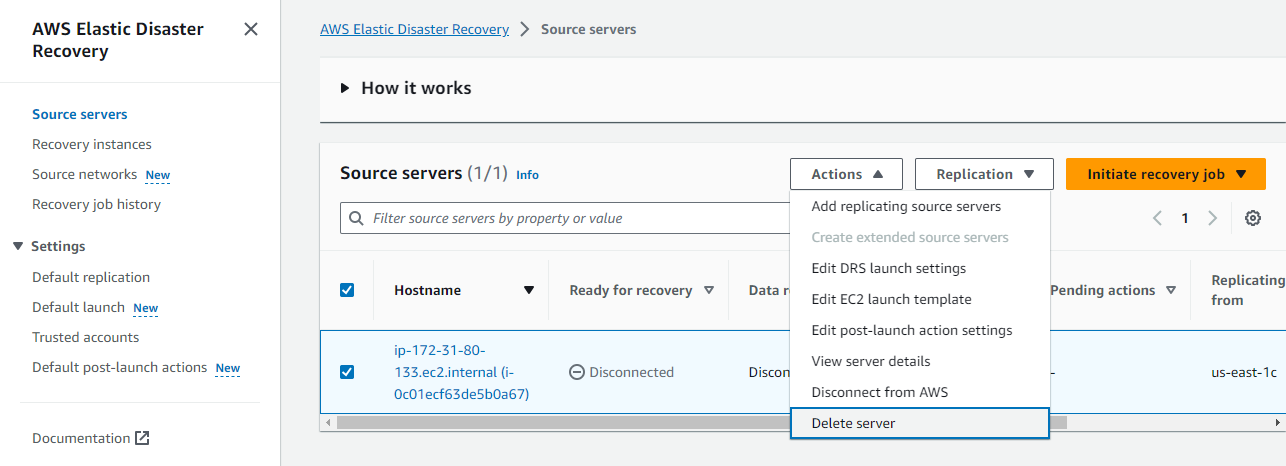 AWS Elastic Disaster
Recovery
Source servers
Recovery instances
Source networks New
Recovery job history
Settings
Default replication
Default launch New
Trusted accounts
Default post-launch actions New
Documentation
AWS Elastic Disaster Recovery > Source servers
How it works
Source servers (1/1) Info
Actions
Replication
Initiate recovery job
Filter source servers by property or value
1
Add replicating source servers
Create extended source servers
Edit DRS launch settings
Edit EC2 launch template
Edit post-launch action settings
View server details
Disconnect from AWS
Delete server
Hostname
Ready for recovery
Data r
Pending actions
Replicating
from
ip-172-31-80-
133.ec2.internal (i-
0c01ecf63de5b0a67)
Disconnected
Discon
-
us-east-1c